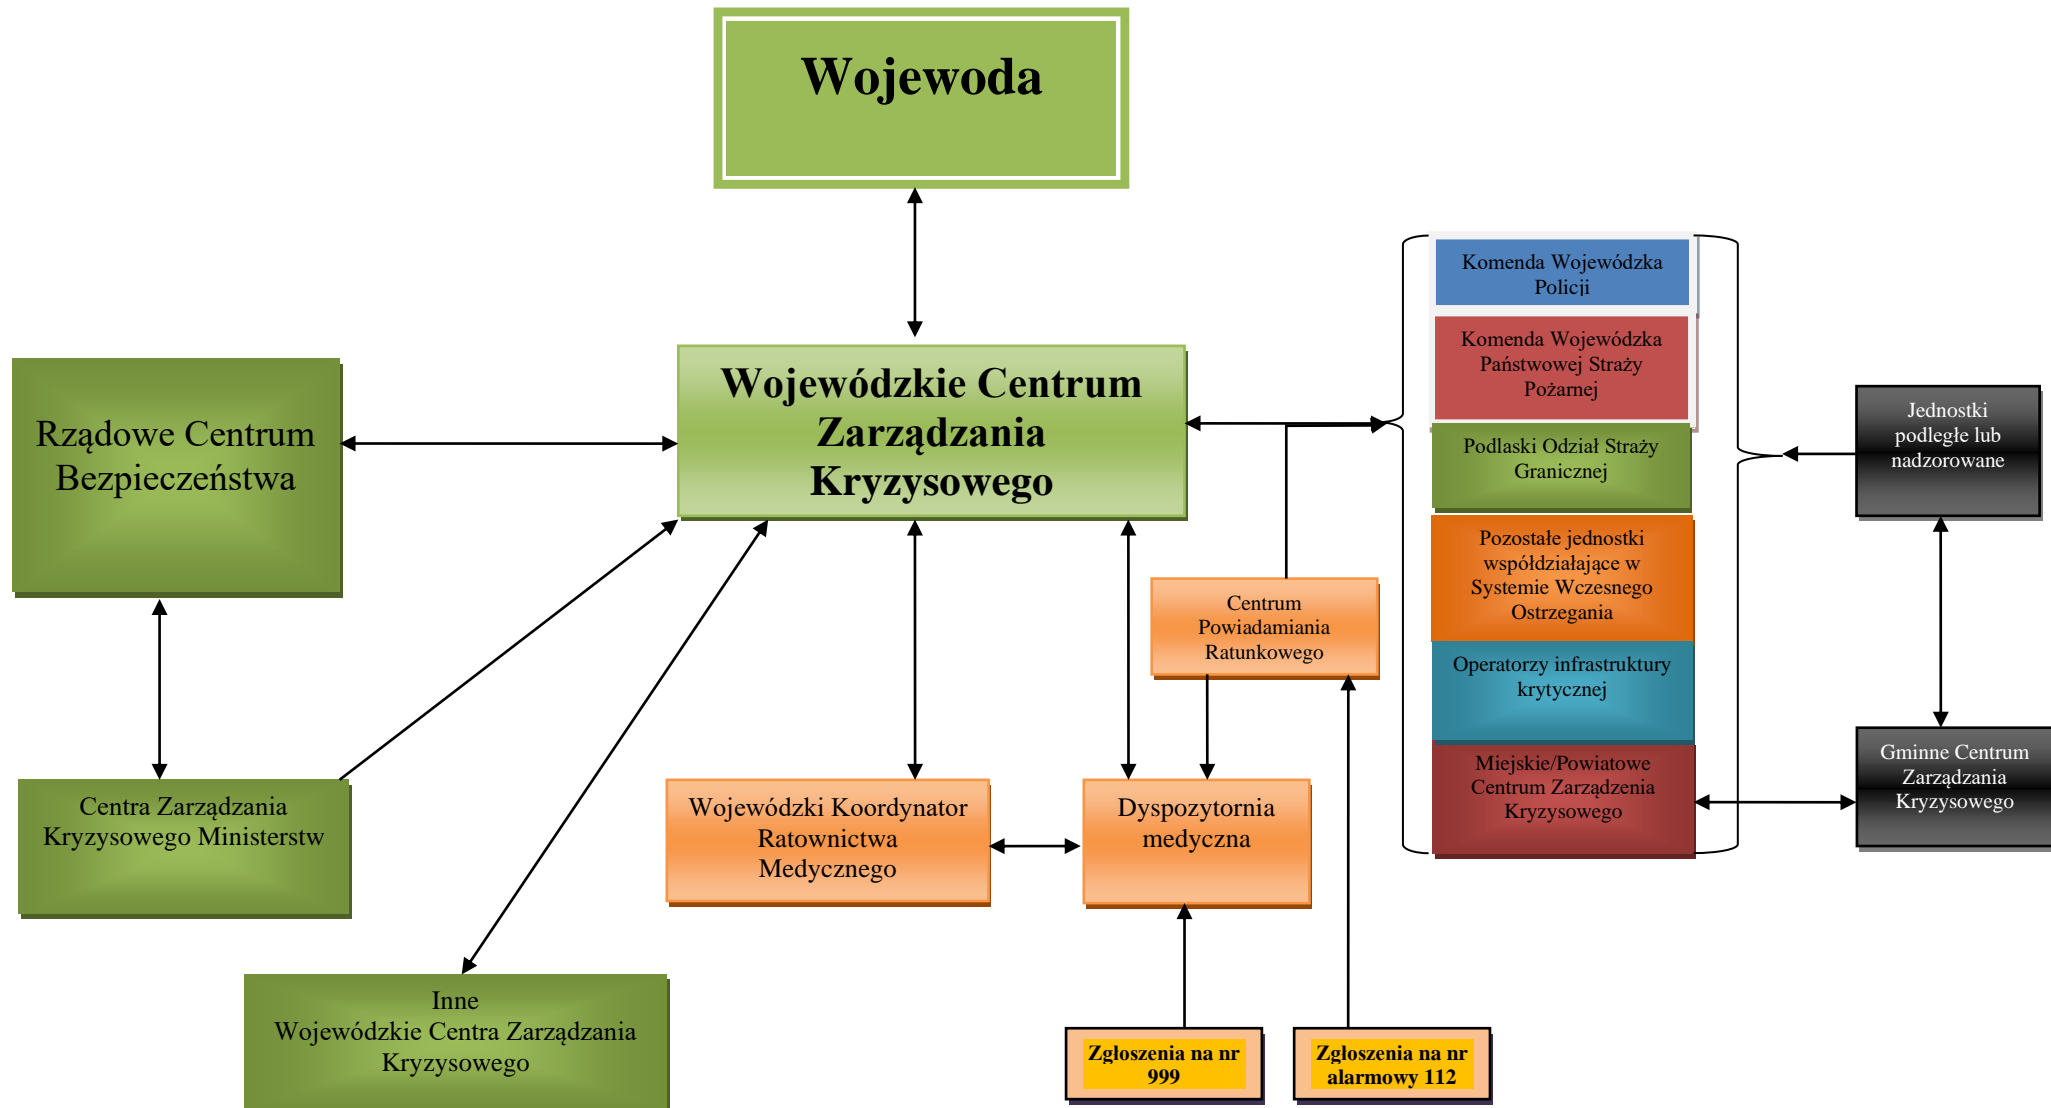 Wojewoda
Komenda Wojewódzka
Policji
Komenda Wojewódzka
Państwowej Straży
Pożarnej
Wojewódzkie Centrum
Zarządzania
Kryzysowego
Rządowe Centrum
Bezpieczeństwa
Podlaski Odział Straży
Granicznej
Jednostki
podległe lub
nadzorowane
Pozostałe jednostki
współdziałające w
Systemie Wczesnego
Ostrzegania
Centrum
Powiadamiania
Ratunkowego
Operatorzy infrastruktury
krytycznej
Miejskie/Powiatowe
Centrum Zarządzenia
Kryzysowego
Gminne Centrum
Zarządzania
Kryzysowego
Centra Zarządzania
Kryzysowego Ministerstw
Wojewódzki Koordynator
Ratownictwa
Medycznego
Dyspozytornia
medyczna
Inne
Wojewódzkie Centra Zarządzania
Kryzysowego
Zgłoszenia na nr
999
Zgłoszenia na nr
alarmowy 112